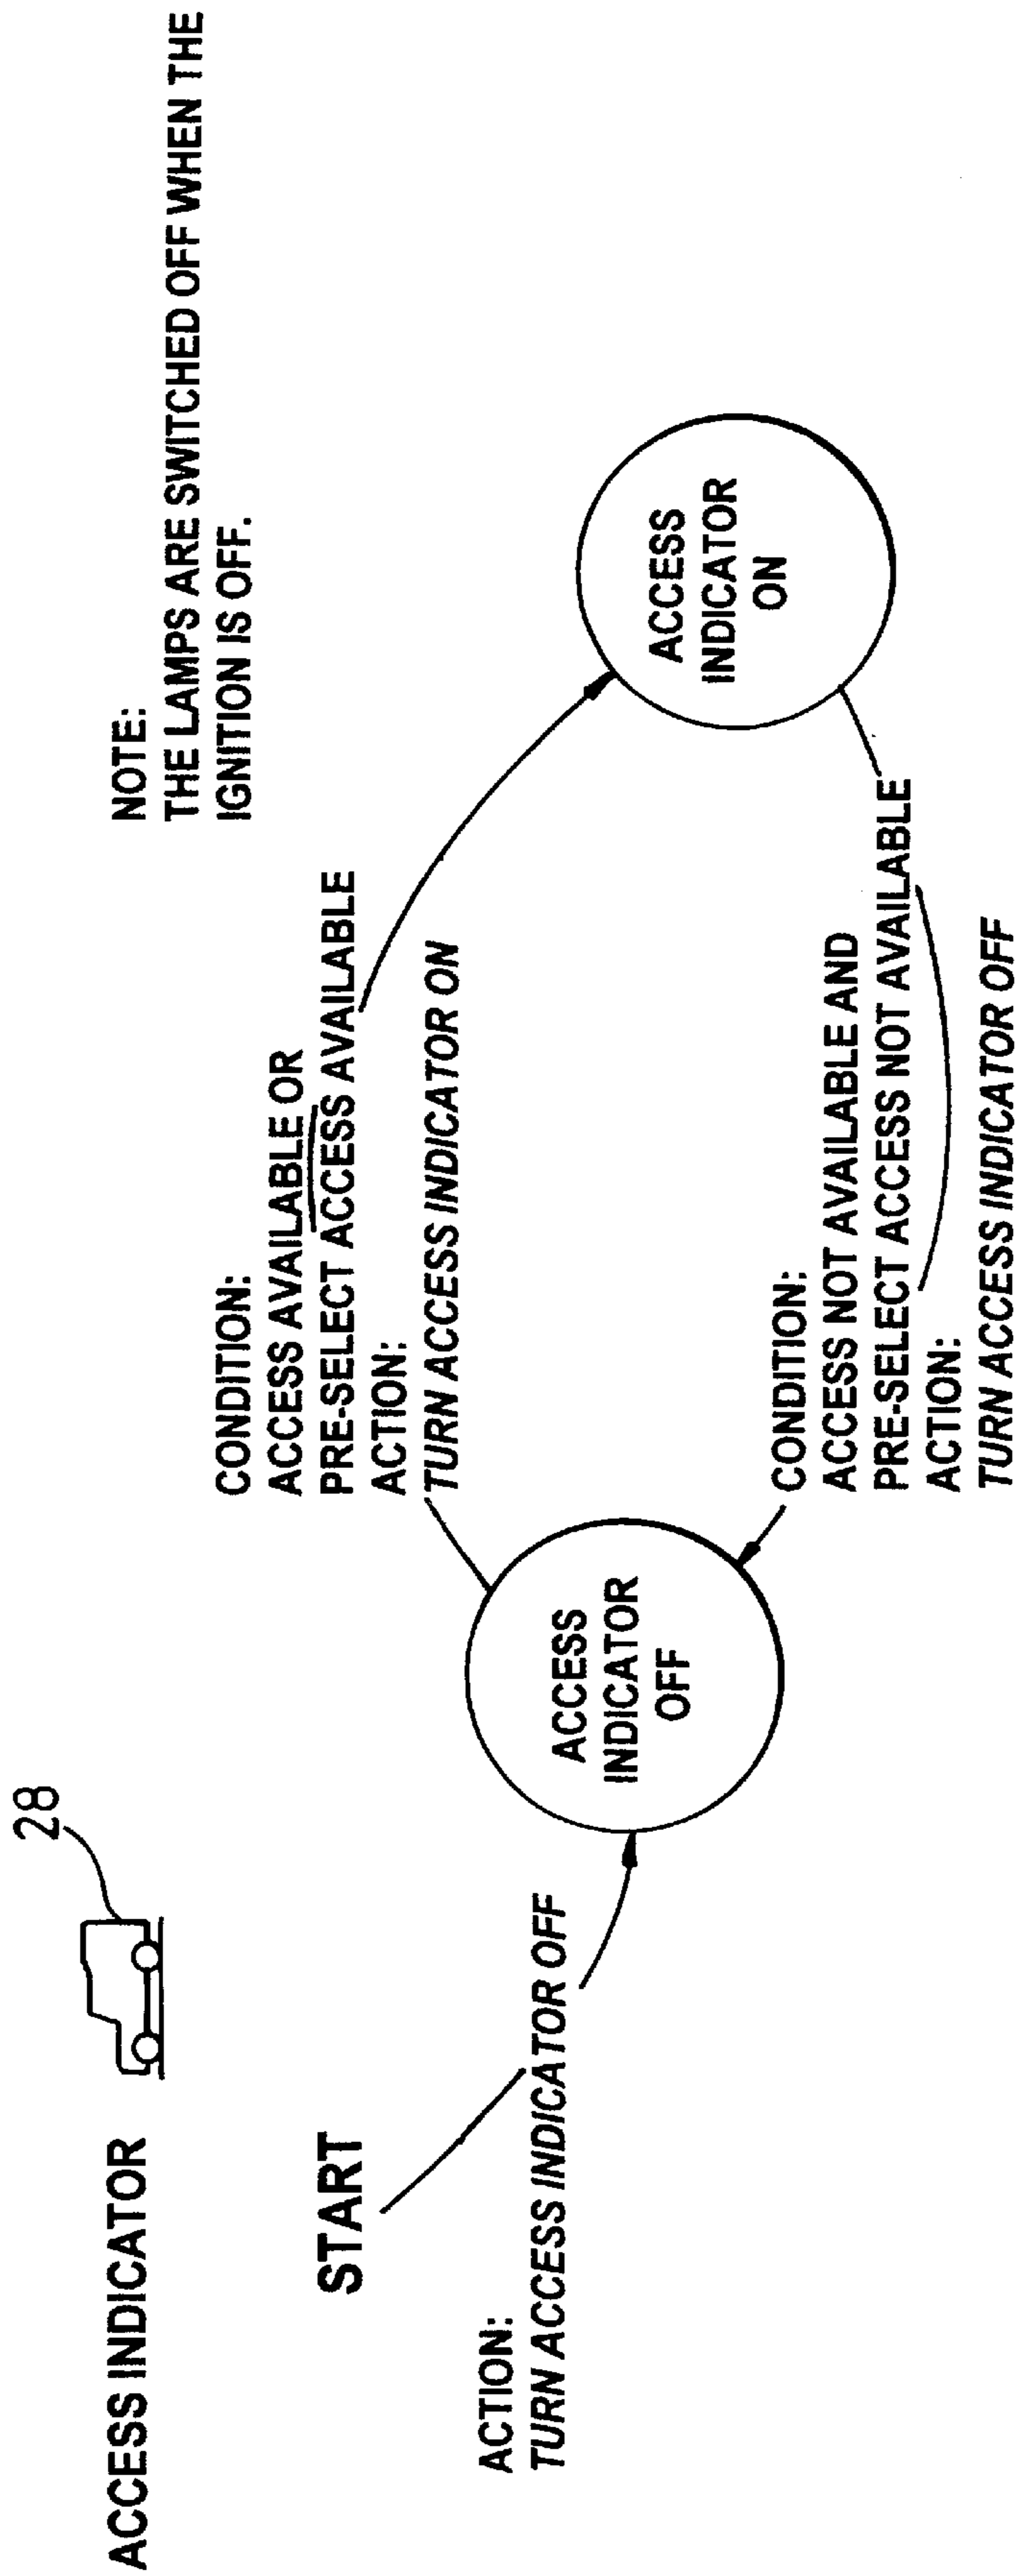 ACCESS INDICATOR
28
NOTE:
THE LAMPS ARE SWITCHED OFF WHEN THE
IGNITION IS OFF.
START
ACTION:
TURN ACCESS INDICATOR OFF
ACCESS
INDICATOR
OFF
CONDITION:
ACCESS AVAILABLE OR
PRE-SELECT ACCESS AVAILABLE
ACTION:
TURN ACCESS INDICATOR ON
ACCESS
INDICATOR
ON
CONDITION:
ACCESS NOT AVAILABLE AND
PRE-SELECT ACCESS NOT AVAILABLE
ACTION:
TURN ACCESS INDICATOR OFF